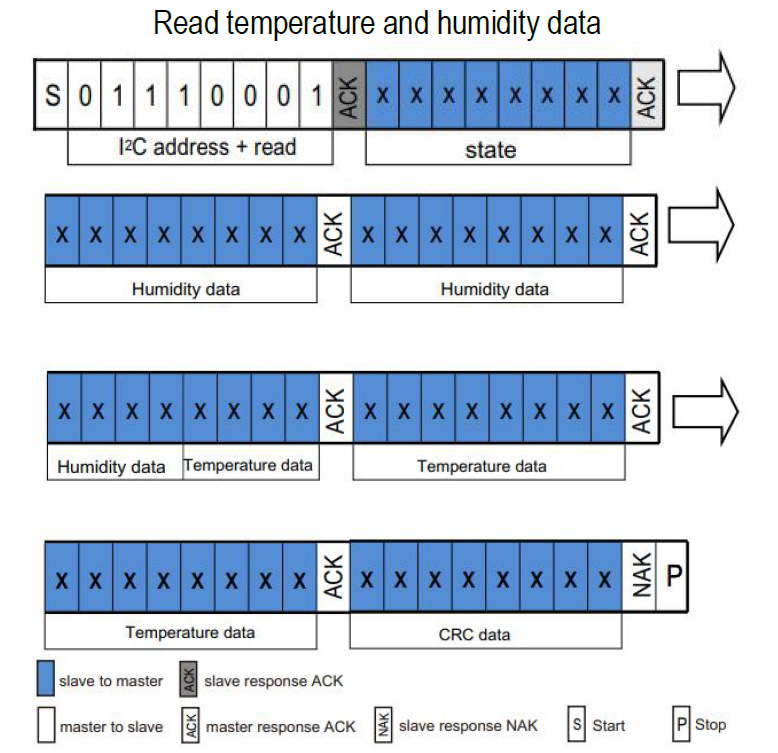 Read temperature and humidity data
S 0 1 1 1 0 0 0 1 ACK X X X X X X X X ACK
I²C address + read state
X X X X X X X X ACK X X X X X X X X ACK
Humidity data Humidity data
X X X X X X X X ACK X X X X X X X X ACK
Humidity data Temperature data Temperature data
X X X X X X X X ACK X X X X X X X X NAK P
Temperature data CRC data
slave to master ACK slave response ACK
master to slave ACK master response ACK NAK slave response NAK S Start P Stop